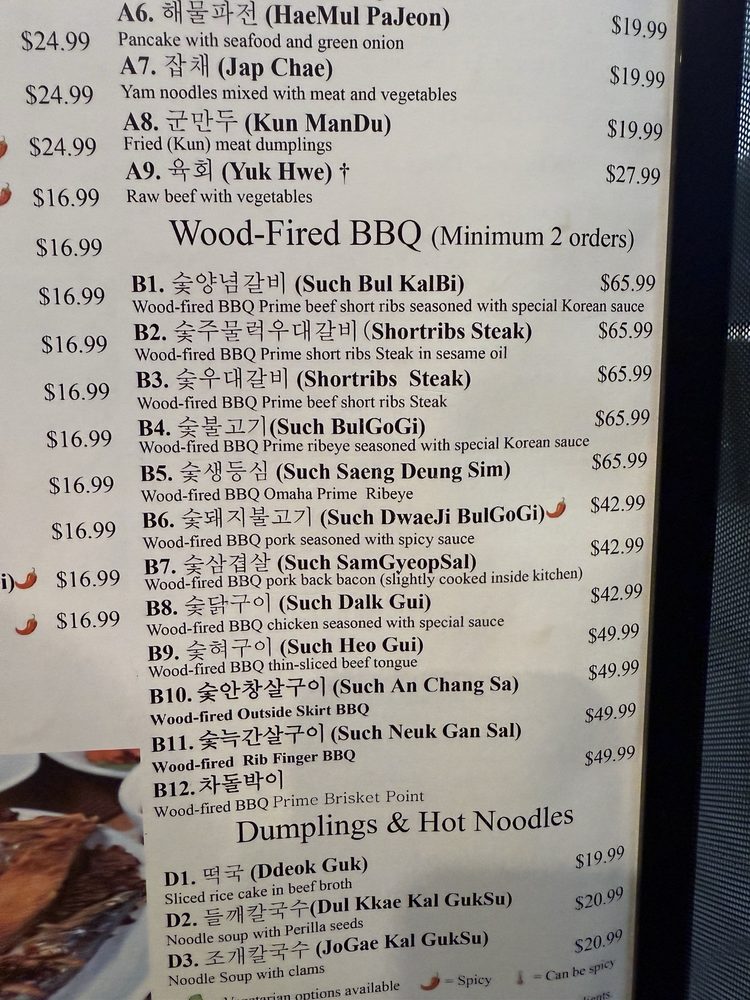 A6. 해물파전 (HaeMul PaJeon) $19.99
Pancake with seafood and green onion
A7. 잡채 (Jap Chae) $19.99
Yam noodles mixed with meat and vegetables
A8. 군만두 (Kun ManDu) $19.99
Fried (Kun) meat dumplings
A9. 육회 (Yuk Hwe) † $27.99
Raw beef with vegetables
$24.99
$24.99
$24.99
$16.99
$16.99
$16.99
$16.99
$16.99
$16.99
$16.99
$16.99
i) $16.99
$16.99
Wood-Fired BBQ (Minimum 2 orders)
B1. 숯양념갈비 (Such Bul KalBi) $65.99
Wood-fired BBQ Prime beef short ribs seasoned with special Korean sauce
B2. 숯주물럭우대갈비 (Shortribs Steak) $65.99
Wood-fired BBQ Prime short ribs Steak in sesame oil
B3. 숯우대갈비 (Shortribs Steak) $65.99
Wood-fired BBQ Prime beef short ribs Steak
B4. 숯불고기(Such BulGoGi) $65.99
Wood-fired BBQ Prime ribeye seasoned with special Korean sauce
B5. 숯생등심 (Such Saeng Deung Sim) $65.99
Wood-fired BBQ Omaha Prime Ribeye
B6. 숯돼지불고기 (Such DwaeJi BulGoGi) $42.99
Wood-fired BBQ pork seasoned with spicy sauce
B7. 숯삼겹살 (Such SamGyeopSal) $42.99
Wood-fired BBQ pork back bacon (slightly cooked inside kitchen)
B8. 숯닭구이 (Such Dalk Gui) $42.99
Wood-fired BBQ chicken seasoned with special sauce
B9. 숯혀구이 (Such Heo Gui) $49.99
Wood-fired BBQ thin-sliced beef tongue
B10. 숯안창살구이 (Such An Chang Sa) $49.99
Wood-fired Outside Skirt BBQ
B11. 숯늑간살구이 (Such Neuk Gan Sal) $49.99
Wood-fired Rib Finger BBQ
B12. 차돌박이 $49.99
Wood-fired BBQ Prime Brisket Point
Dumplings & Hot Noodles
D1. 떡국 (Ddeok Guk) $19.99
Sliced rice cake in beef broth
D2. 들깨칼국수(Dul Kkae Kal GukSu) $20.99
Noodle soup with Perilla seeds
D3. 조개칼국수 (JoGae Kal GukSu) $20.99
Noodle Soup with clams
Vegetarian options available = Spicy = Can be spicy